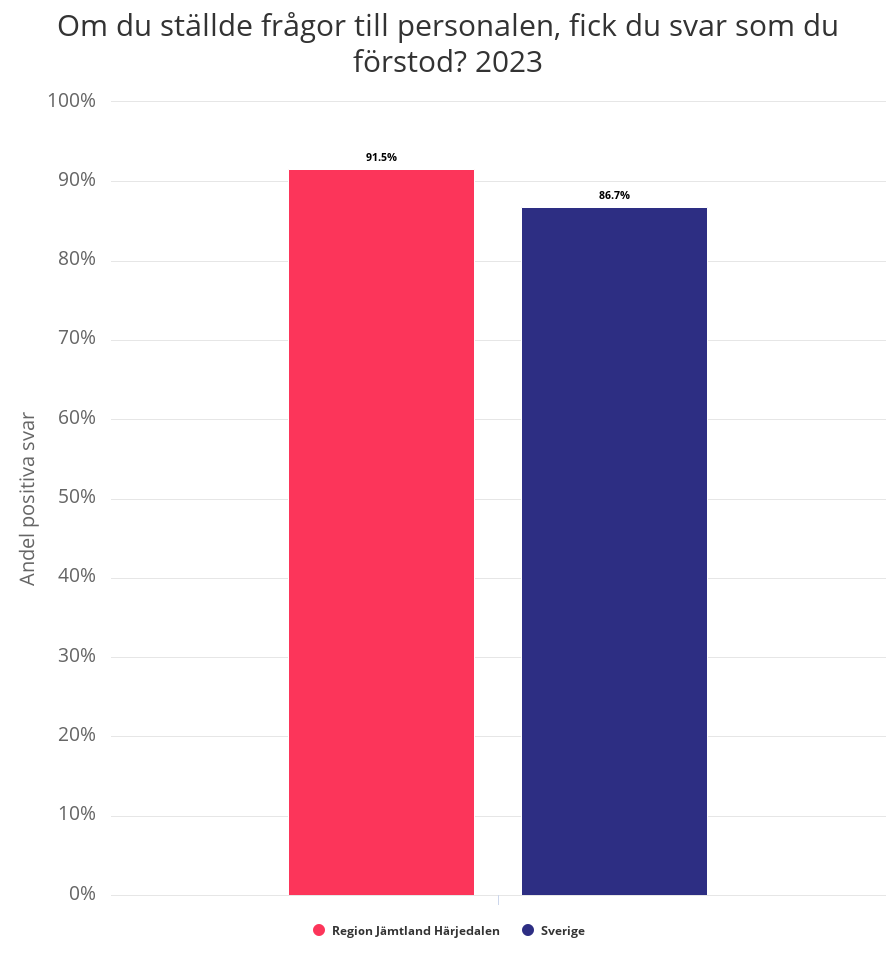 Om du ställde frågor till personalen, fick du svar som du
förstod? 2023
100%
90%
80%
70%
60%
50%
40%
30%
20%
10%
0%
Andel positiva svar
91.5%
86.7%
Region Jämtland Härjedalen
Sverige